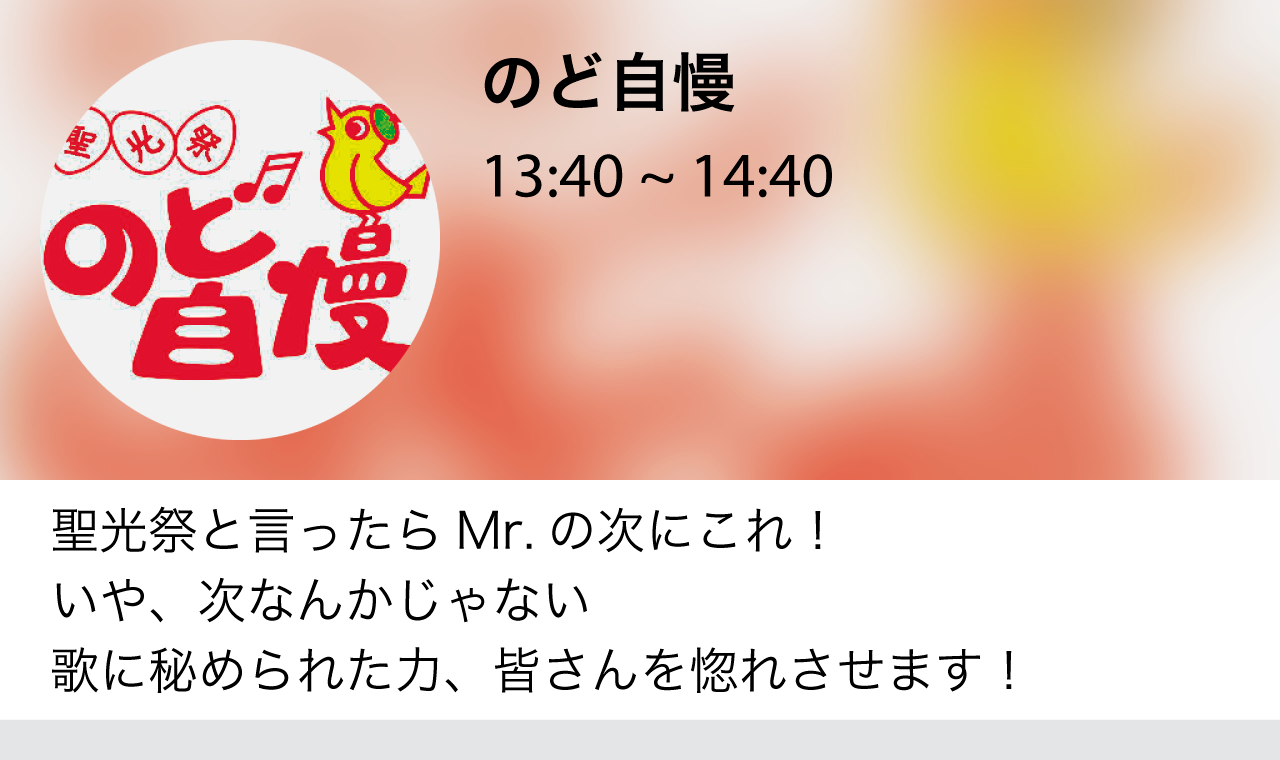 聖光祭
のど
自慢
のど自慢
13:40 ~ 14:40
聖光祭と言ったら Mr. の次にこれ！
いや、次なんかじゃない
歌に秘められた力、皆さんを惚れさせます！